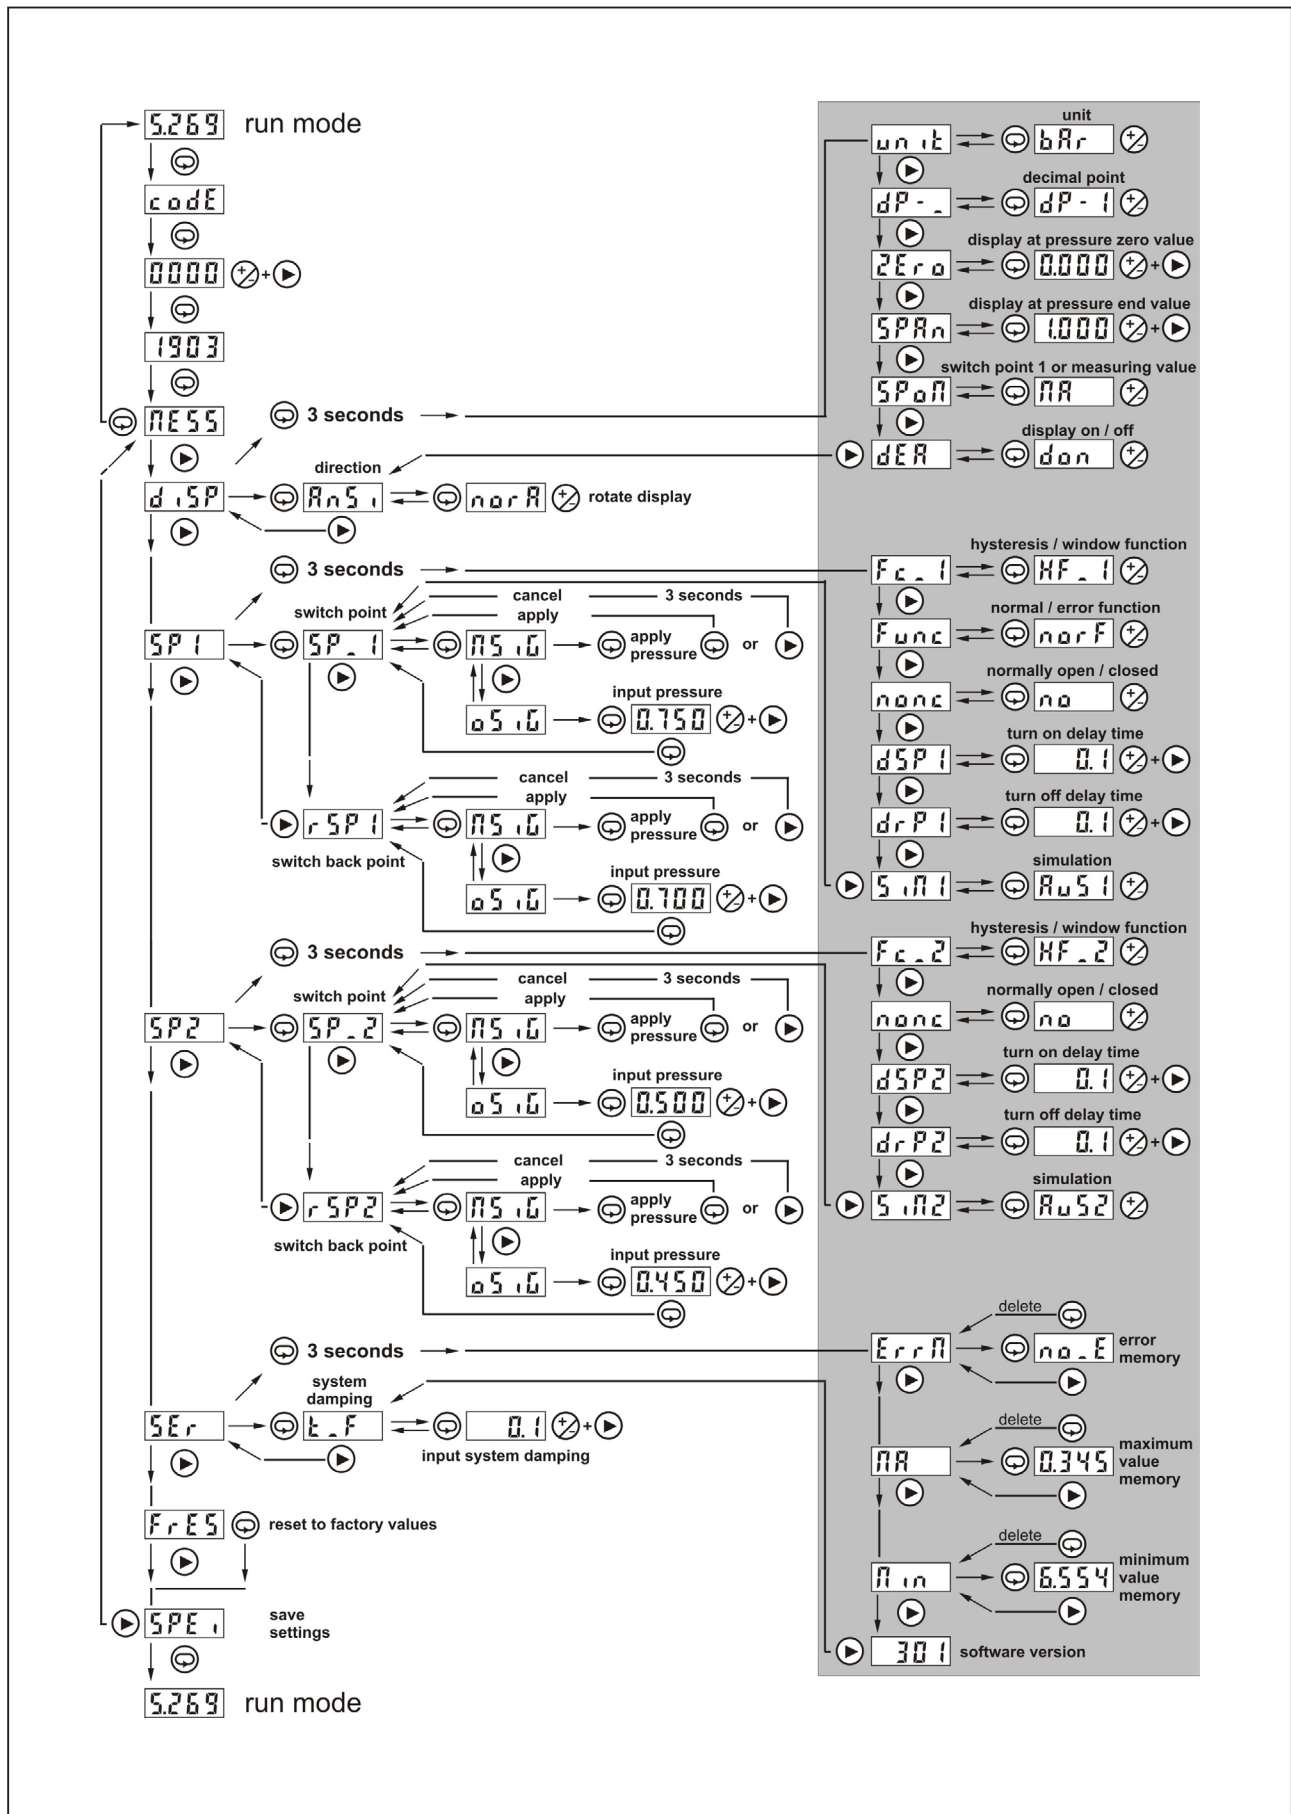 5.269 run mode
codE
0000 +
1903
MESS
3 seconds
diSP
direction
AnSi
norA
rotate display
3 seconds
SP1
switch point
SP_1
cancel
3 seconds
apply
MSiG
apply
pressure
or
oSiG
input pressure
0.750
+
rSP1
switch back point
cancel
3 seconds
apply
MSiG
apply
pressure
or
oSiG
input pressure
0.700
+
3 seconds
SP2
switch point
SP_2
cancel
3 seconds
apply
MSiG
apply
pressure
or
oSiG
input pressure
0.500
+
rSP2
switch back point
cancel
3 seconds
apply
MSiG
apply
pressure
or
oSiG
input pressure
0.450
+
3 seconds
SEr
system
damping
t_F
0.1
+
input system damping
FrES
reset to factory values
SPEi
save
settings
5.269 run mode
unit
unit
bAr
decimal point
dP-_
dP-1
display at pressure zero value
ZEro
0.000
+
display at pressure end value
SPAn
1.000
+
switch point 1 or measuring value
SPoM
MA
display on / off
dEA
don
hysteresis / window function
Fc_1
HF_1
normal / error function
Func
norF
normally open / closed
nonc
no
turn on delay time
dSP1
0.1
+
turn off delay time
drP1
0.1
+
simulation
SiM1
AuS1
hysteresis / window function
Fc_2
HF_2
normally open / closed
nonc
no
turn on delay time
dSP2
0.1
+
turn off delay time
drP2
0.1
+
simulation
SiM2
AuS2
delete
ErrM
no_E
error
memory
delete
MA
0.345
maximum
value
memory
delete
Min
6.554
minimum
value
memory
301
software version